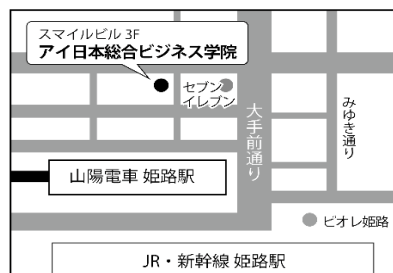 スマイルビル 3F
アイ日本総合ビジネス学院
セブン
イレブン
大手前通り
みゆき通り
山陽電車 姫路駅
ビオレ姫路
JR・新幹線 姫路駅